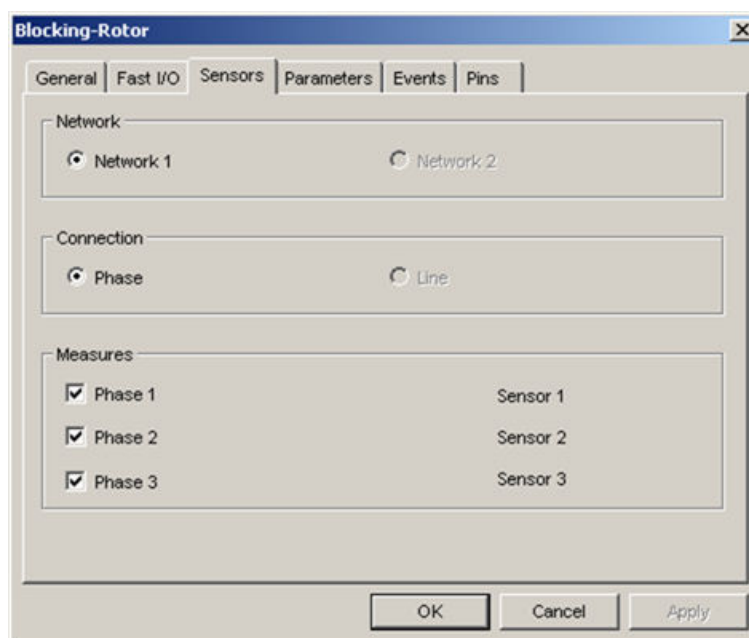 Blocking-Rotor
General Fast I/O Sensors Parameters Events Pins
Network
Network 1 Network 2
Connection
Phase Line
Measures
Phase 1 Sensor 1
Phase 2 Sensor 2
Phase 3 Sensor 3
OK Cancel Apply